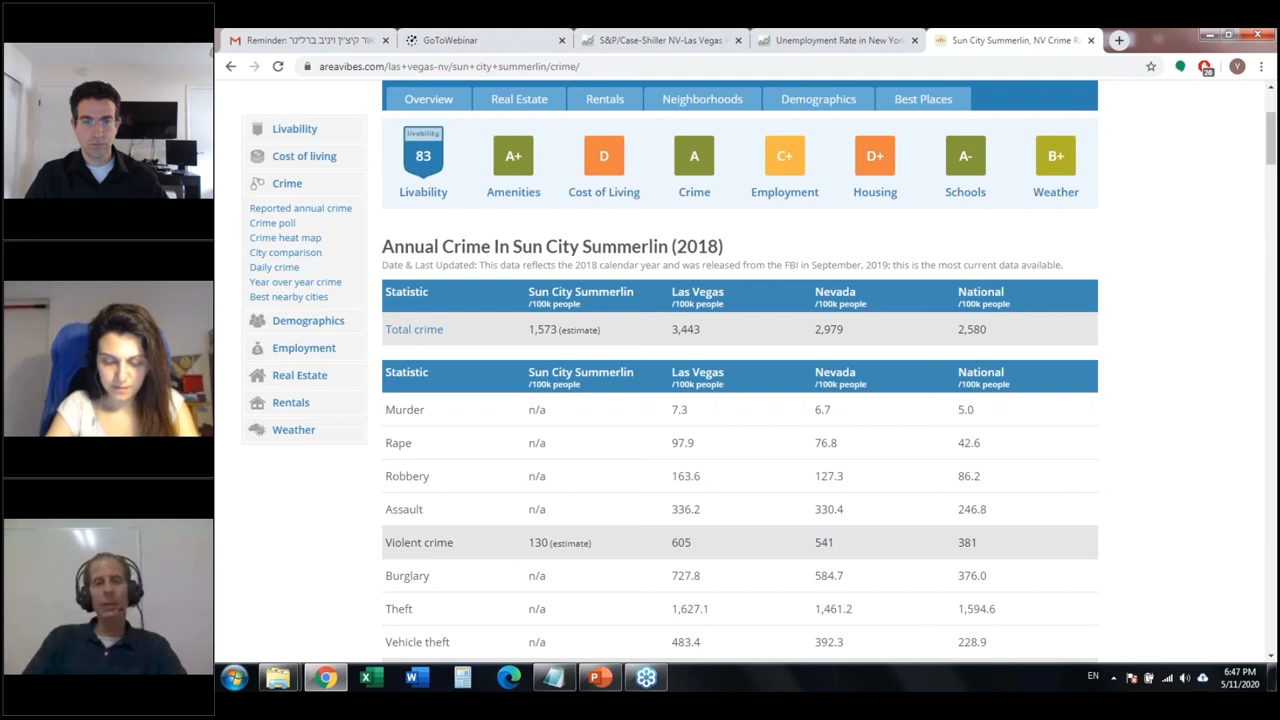 Reminder: אור קיצ'ין ויניב ברלינר
GoToWebinar
S&P/Case-Shiller NV-Las Vegas H
Unemployment Rate in New York
Sun City Summerlin, NV Crime R
areavibes.com/las+vegas-nv/sun+city+summerlin/crime/
20
Y
Overview Real Estate Rentals Neighborhoods Demographics Best Places
Livability
Cost of living
Crime
Reported annual crime
Crime poll
Crime heat map
City comparison
Daily crime
Year over year crime
Best nearby cities
Demographics
Employment
Real Estate
Rentals
Weather
livability
83 A+ D A C+ D+ A- B+
Livability Amenities Cost of Living Crime Employment Housing Schools Weather
Annual Crime In Sun City Summerlin (2018)
Date & Last Updated: This data reflects the 2018 calendar year and was released from the FBI in September, 2019; this is the most current data available.
Statistic Sun City Summerlin Las Vegas Nevada National
/100k people /100k people /100k people /100k people
Total crime 1,573 (estimate) 3,443 2,979 2,580
Statistic Sun City Summerlin Las Vegas Nevada National
/100k people /100k people /100k people /100k people
Murder n/a 7.3 6.7 5.0
Rape n/a 97.9 76.8 42.6
Robbery n/a 163.6 127.3 86.2
Assault n/a 336.2 330.4 246.8
Violent crime 130 (estimate) 605 541 381
Burglary n/a 727.8 584.7 376.0
Theft n/a 1,627.1 1,461.2 1,594.6
Vehicle theft n/a 483.4 392.3 228.9
EN
6:47 PM
5/11/2020